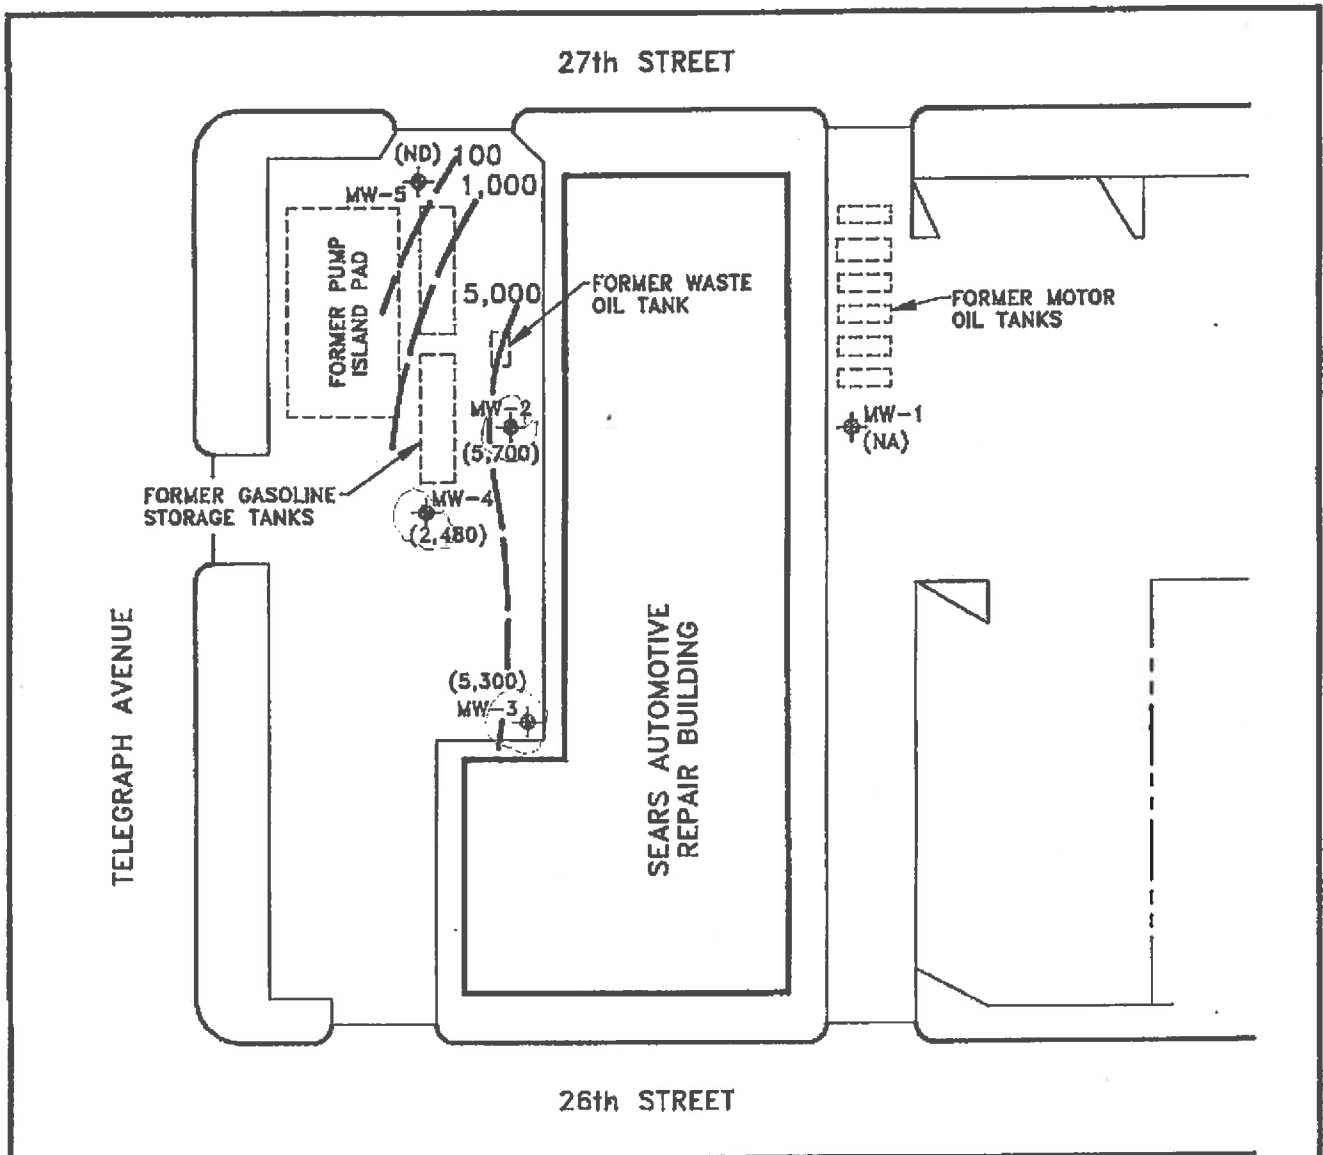 27th STREET
(ND)
100
MW-5
1,000
FORMER PUMP
ISLAND PAD
5,000
FORMER WASTE
OIL TANK
FORMER MOTOR
OIL TANKS
MW-2
(5,700)
MW-1
(NA)
FORMER GASOLINE
STORAGE TANKS
MW-4
(2,480)
TELEGRAPH AVENUE
(5,300)
MW-3
SEARS AUTOMOTIVE
REPAIR BUILDING
26th STREET